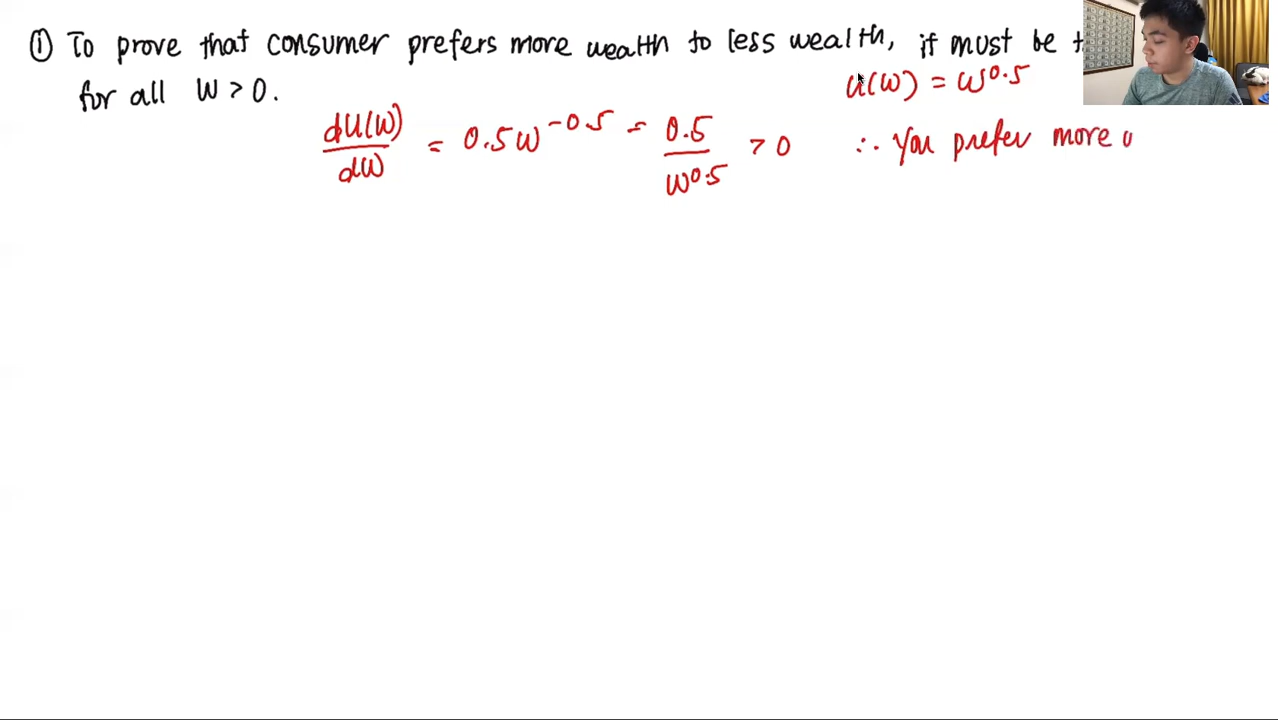 ① To prove that consumer prefers more wealth to less wealth, it must be
for all W > 0.
U(W) = W^0.5
dU(W)/dW = 0.5W^-0.5 = 0.5/W^0.5 > 0 ∴ You prefer more